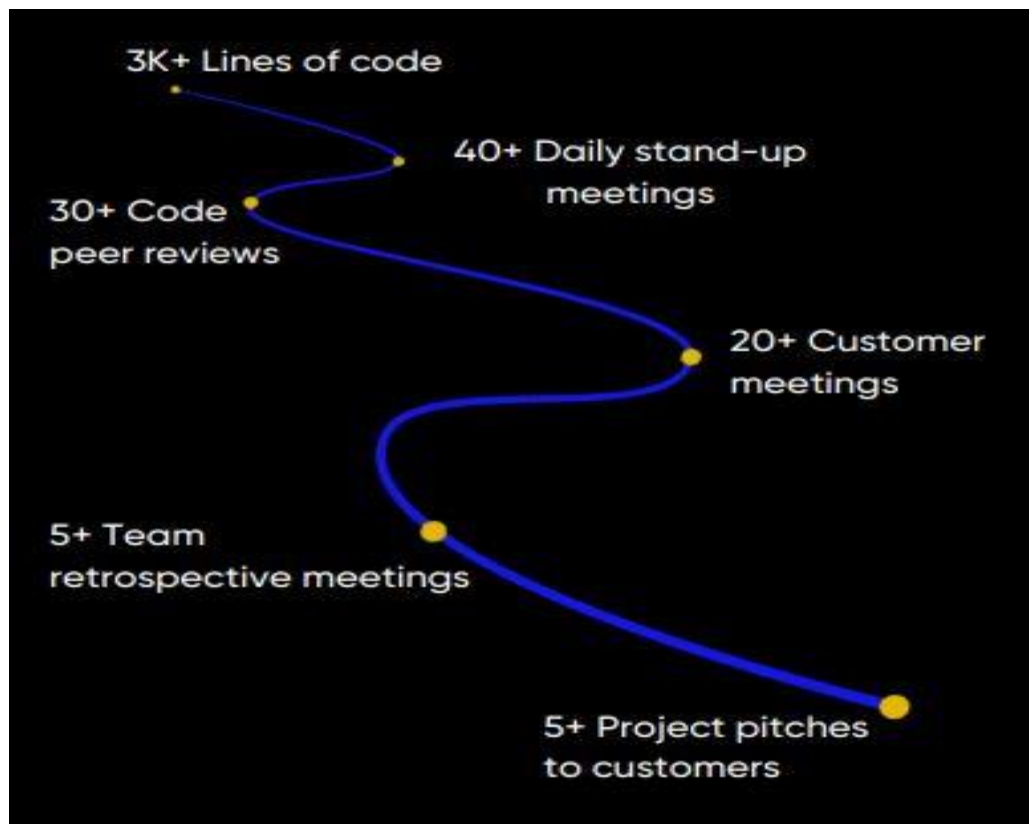 3K+ Lines of code
40+ Daily stand-up
meetings
30+ Code
peer reviews
20+ Customer
meetings
5+ Team
retrospective meetings
5+ Project pitches
to customers